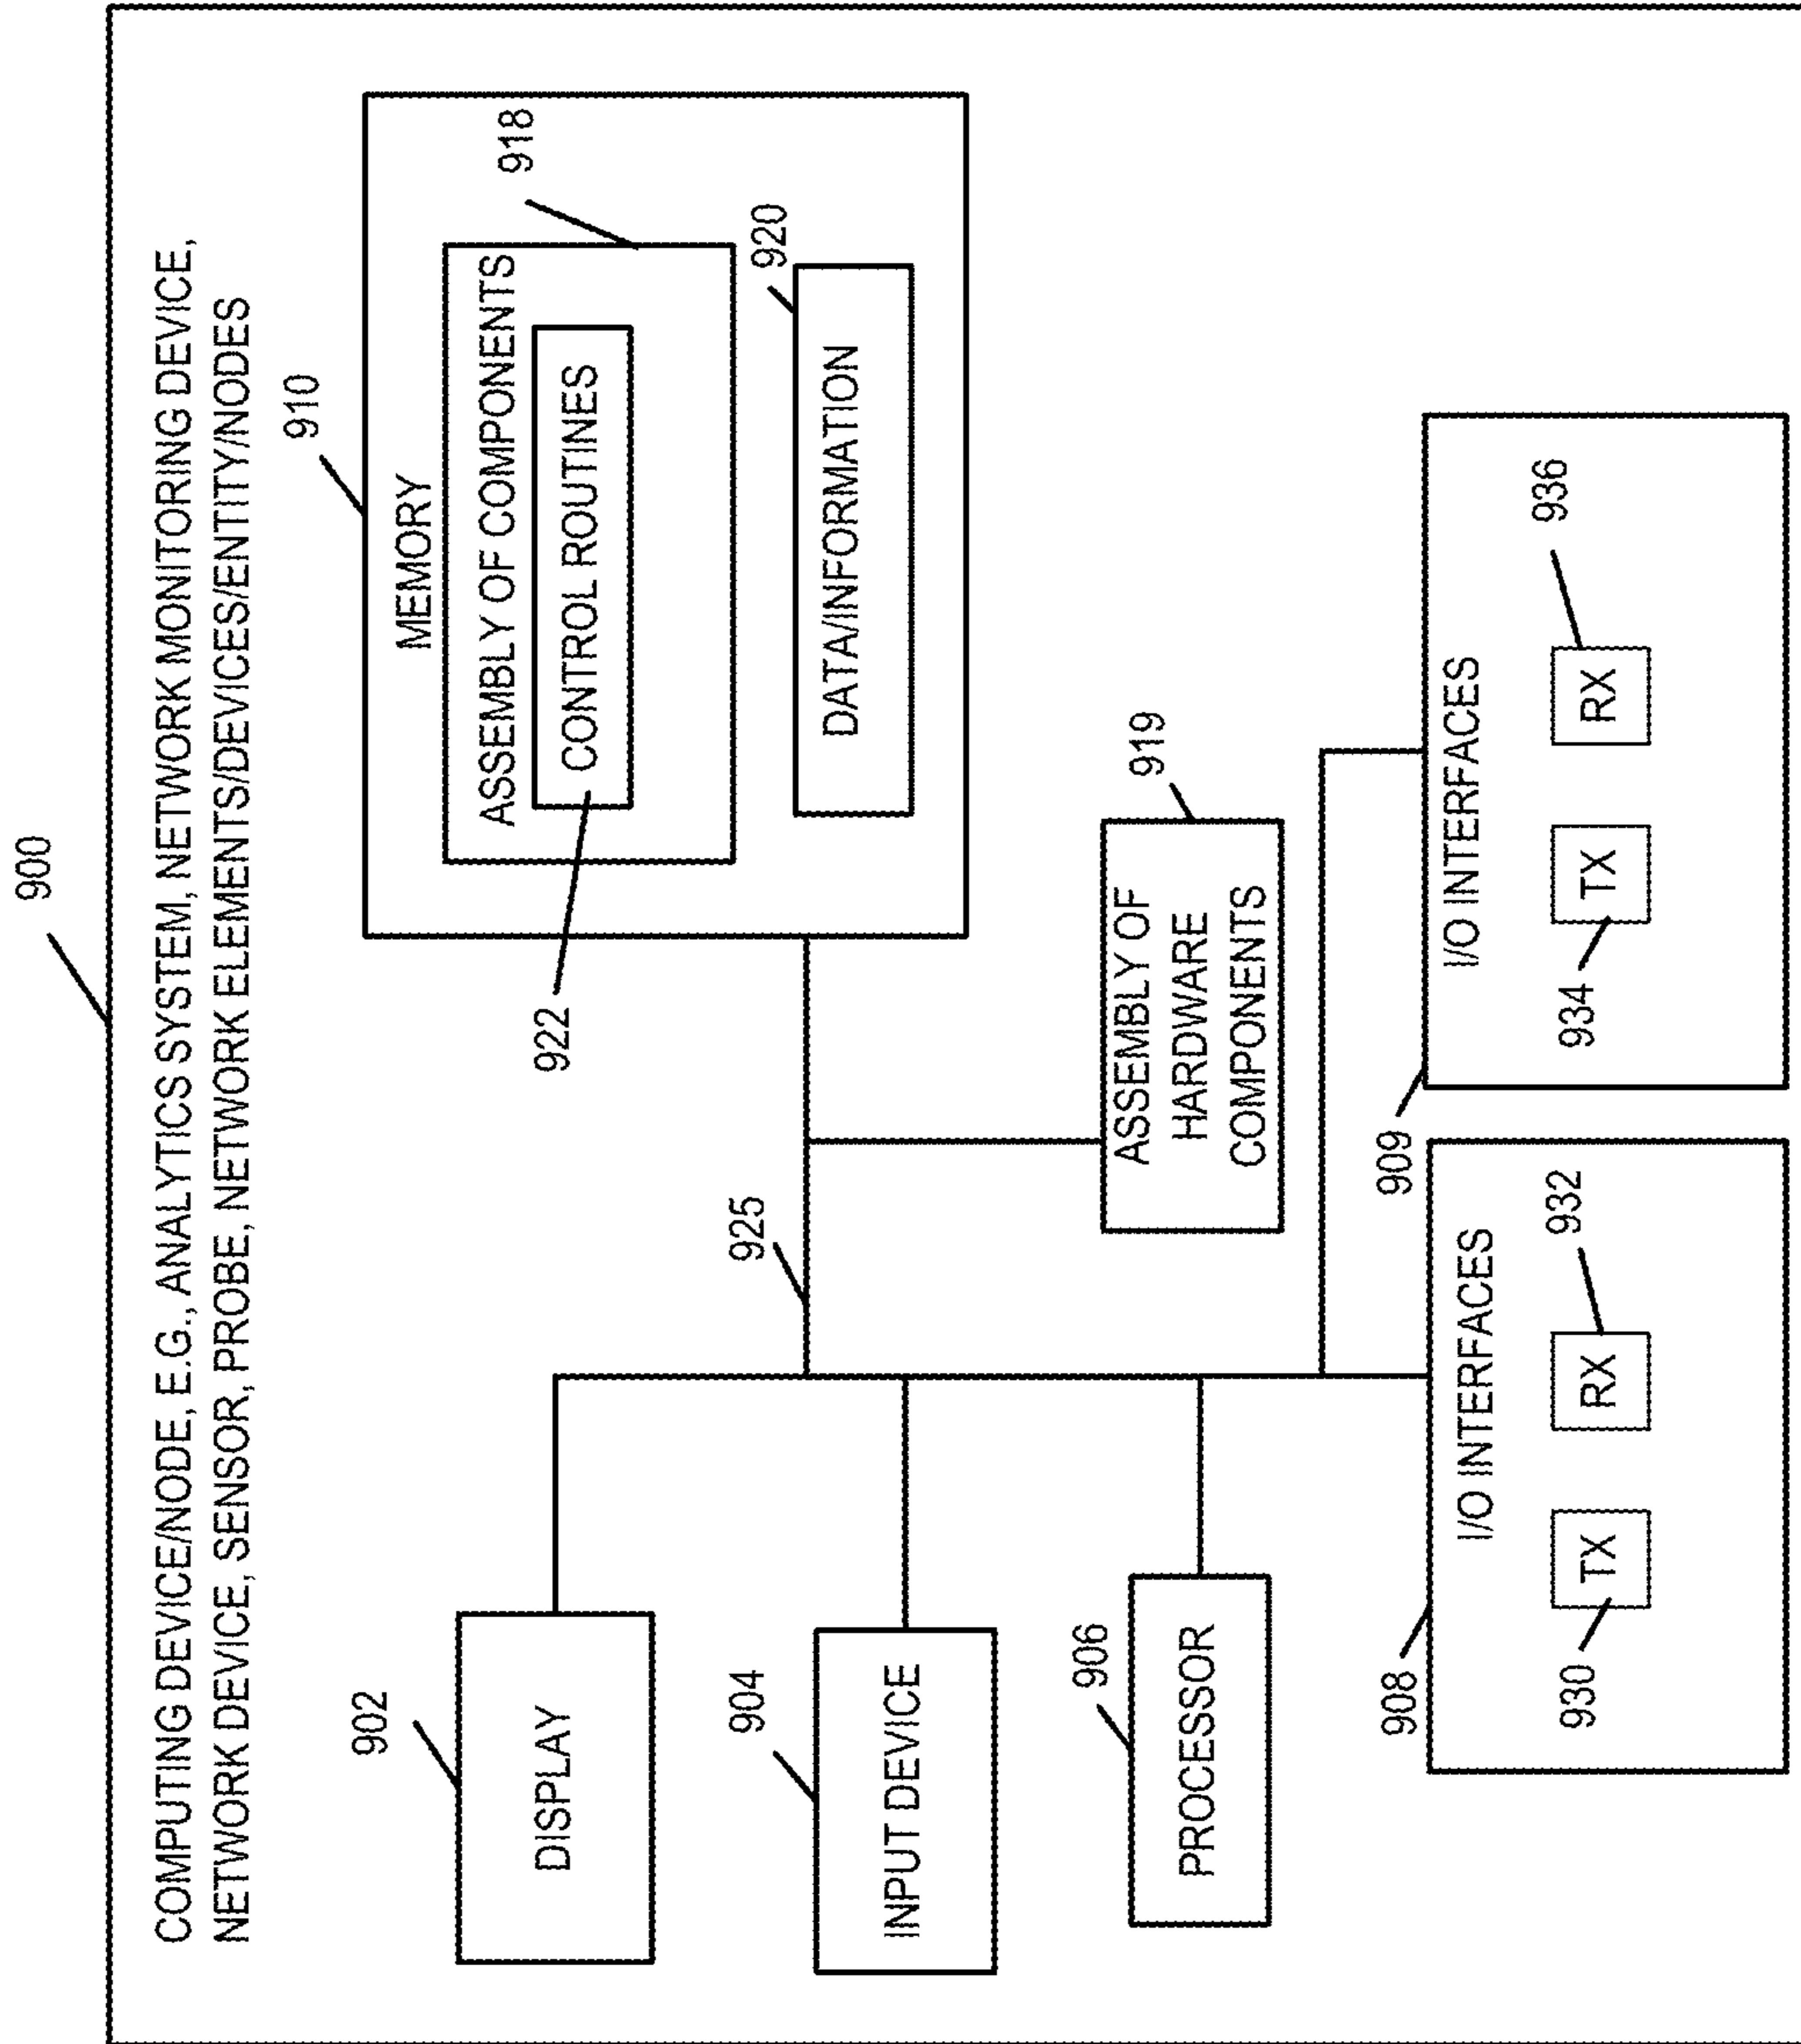 900
COMPUTING DEVICE/NODE, E.G., ANALYTICS SYSTEM, NETWORK MONITORING DEVICE,
NETWORK DEVICE, SENSOR, PROBE, NETWORK ELEMENTS/DEVICES/ENTITY/NODES
902
DISPLAY
904
INPUT DEVICE
906
PROCESSOR
925
910
MEMORY
ASSEMBLY OF COMPONENTS
918
CONTROL ROUTINES
922
920
DATA/INFORMATION
919
ASSEMBLY OF
HARDWARE
COMPONENTS
908
I/O INTERFACES
TX
RX
930
932
909
I/O INTERFACES
TX
RX
934
936